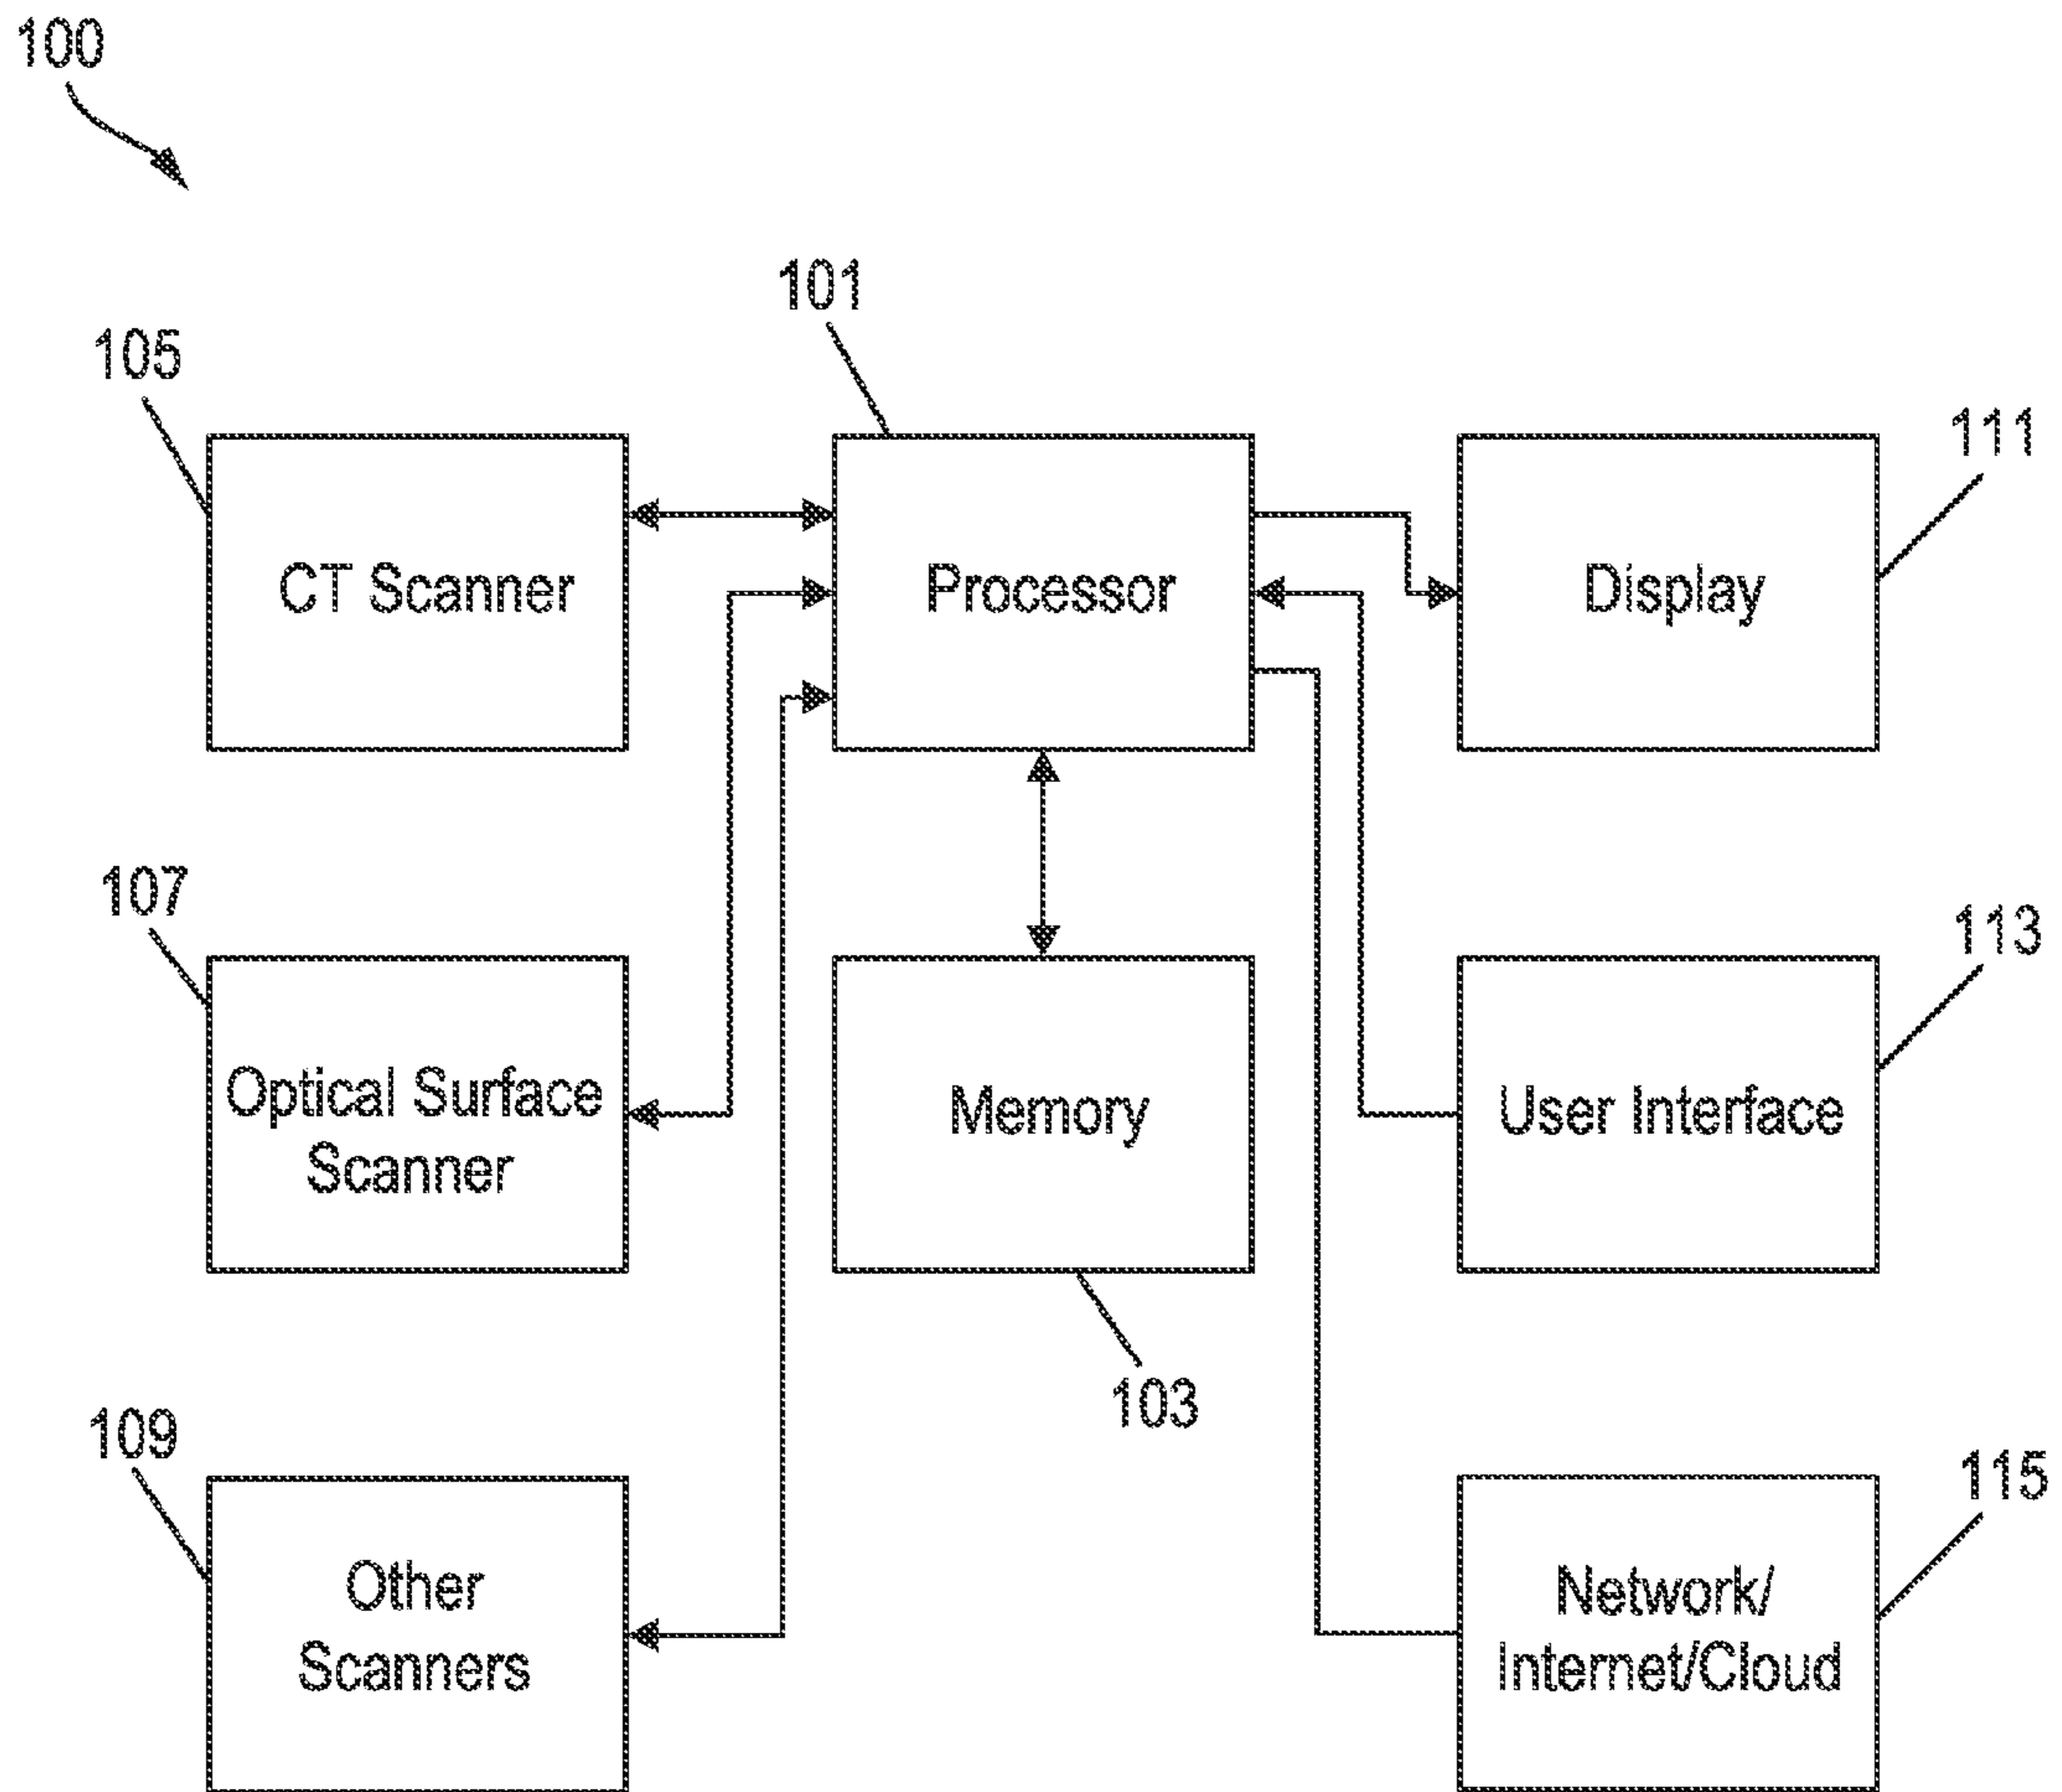 100
101
105
111
CT Scanner
Processor
Display
107
113
Optical Surface
Scanner
Memory
User Interface
103
109
115
Other
Scanners
Network/
Internet/Cloud